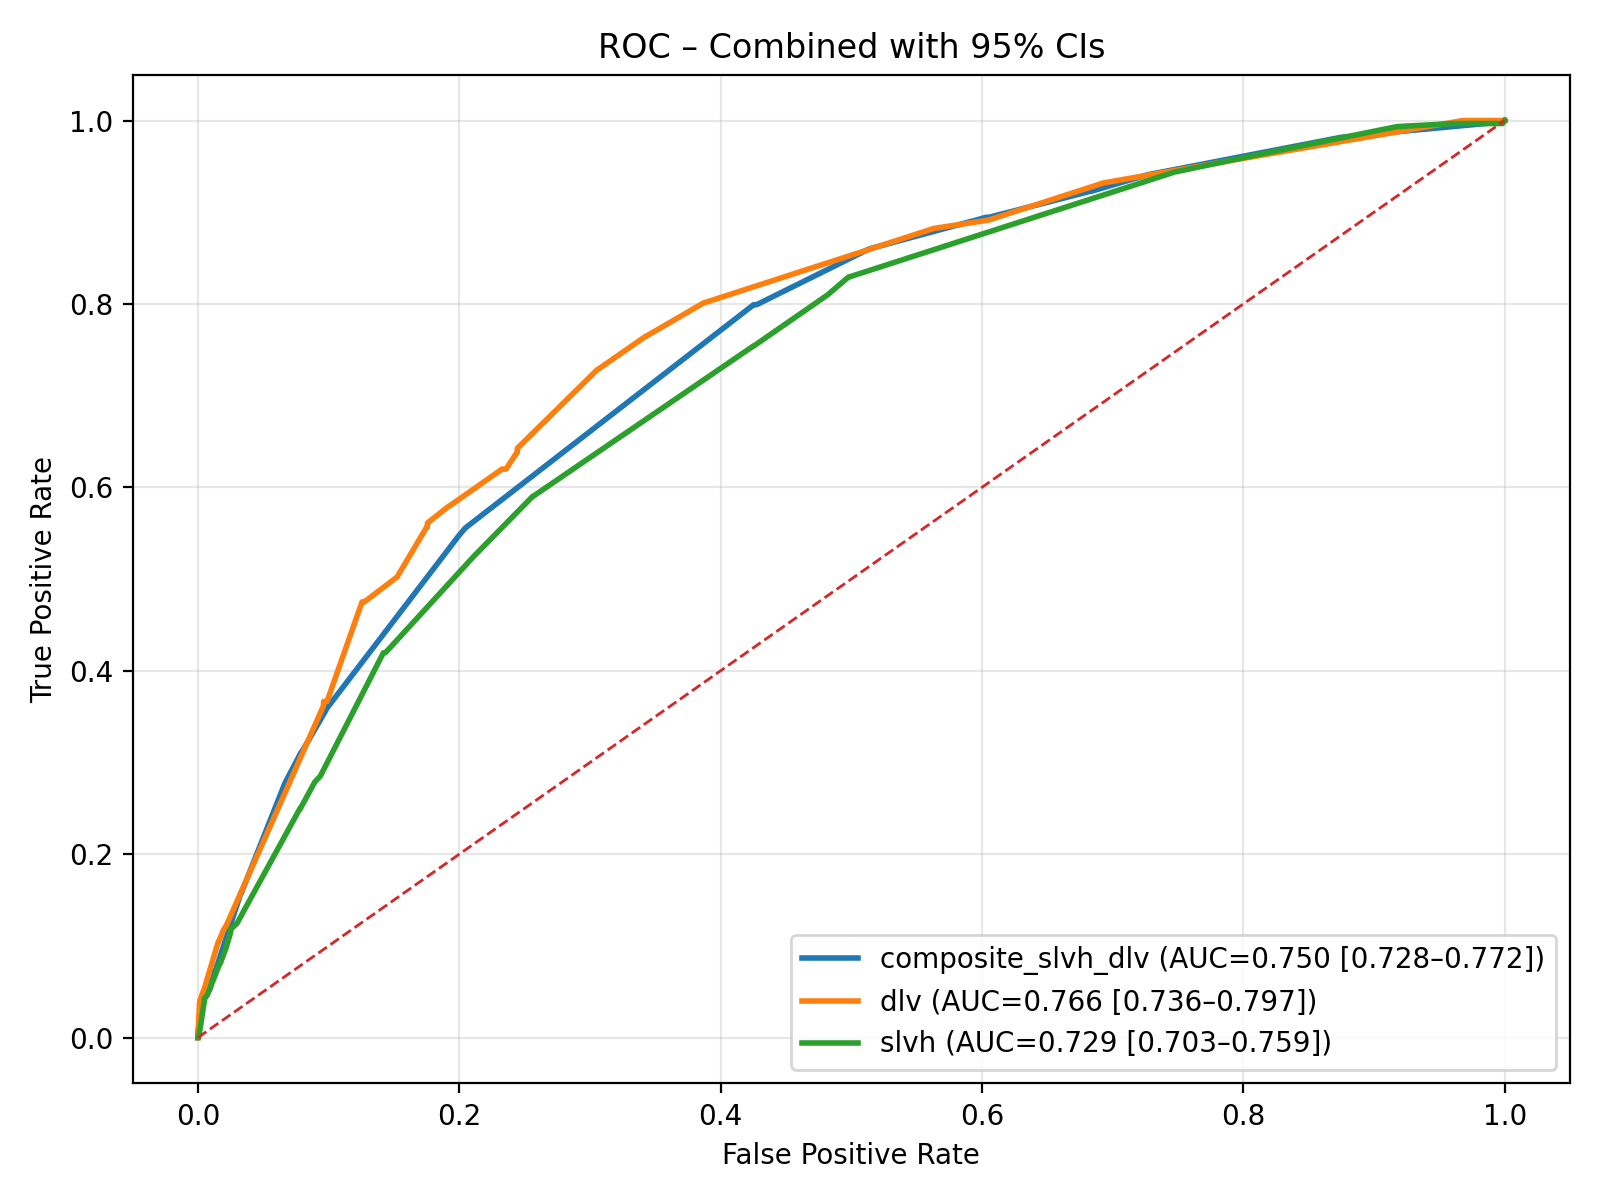 ROC – Combined with 95% CIs
1.0
0.8
0.6
0.4
0.2
0.0
True Positive Rate
composite_slvh_dlv (AUC=0.750 [0.728–0.772])
dlv (AUC=0.766 [0.736–0.797])
slvh (AUC=0.729 [0.703–0.759])
0.0 0.2 0.4 0.6 0.8 1.0
False Positive Rate